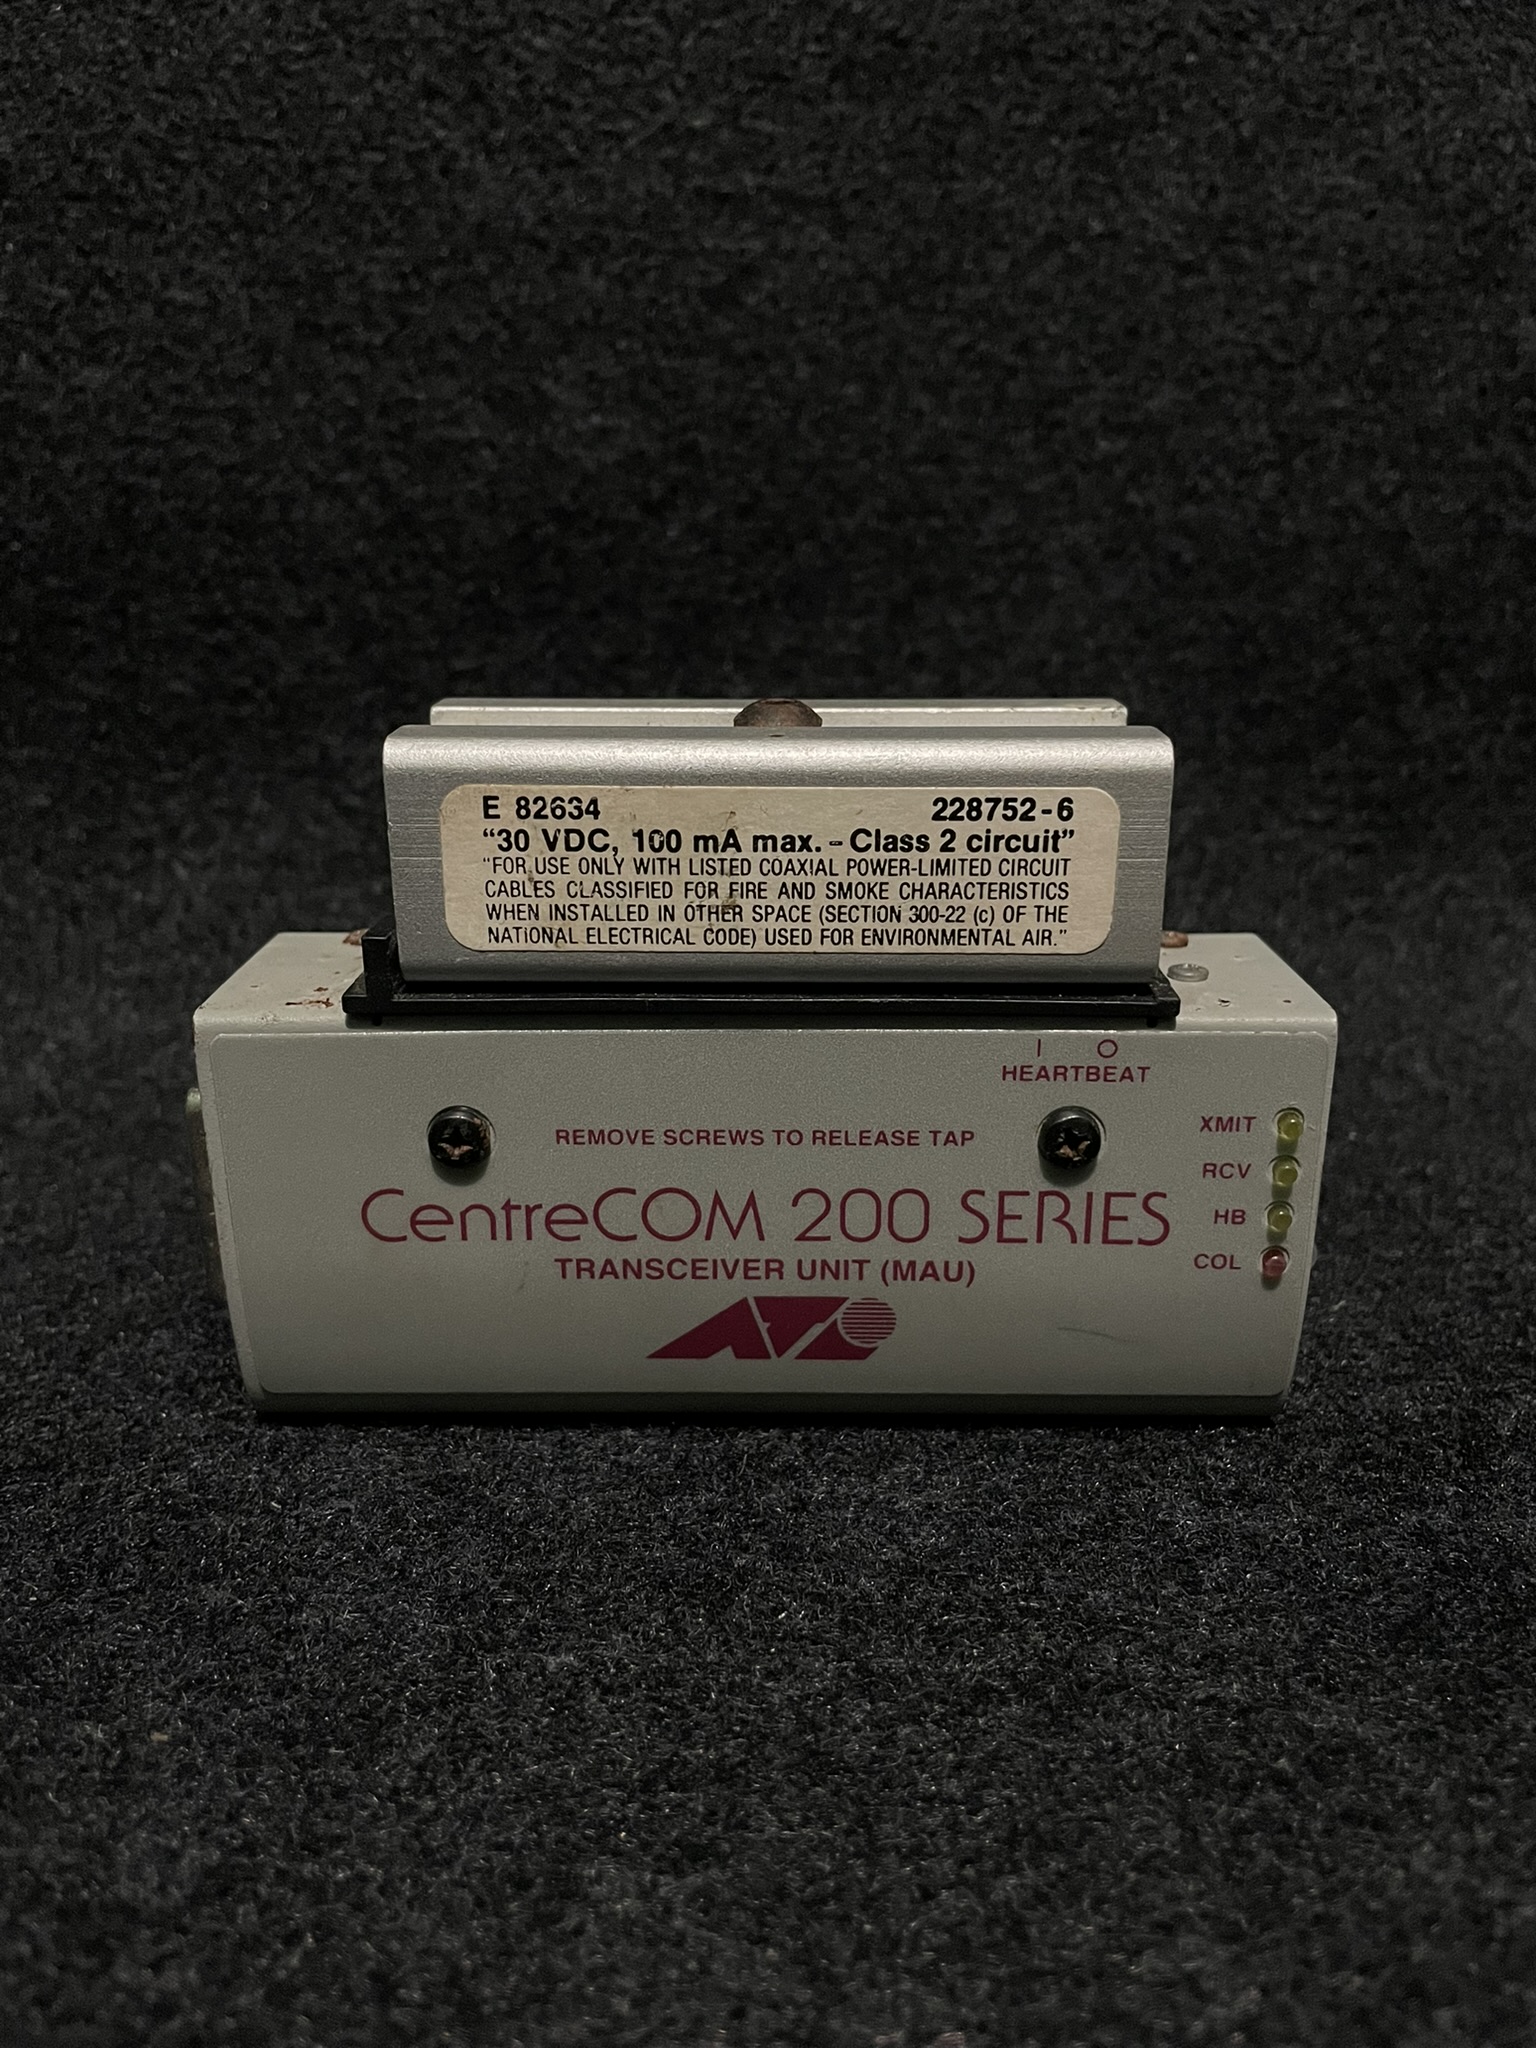 E 82634 228752-6
"30 VDC, 100 mA max. - Class 2 circuit"
"FOR USE ONLY WITH LISTED COAXIAL POWER-LIMITED CIRCUIT
CABLES CLASSIFIED FOR FIRE AND SMOKE CHARACTERISTICS
WHEN INSTALLED IN OTHER SPACE (SECTION 300-22 (c) OF THE
NATIONAL ELECTRICAL CODE) USED FOR ENVIRONMENTAL AIR."
I O
HEARTBEAT
REMOVE SCREWS TO RELEASE TAP
XMIT
RCV
HB
COL
CentreCOM 200 SERIES
TRANSCEIVER UNIT (MAU)
ATI